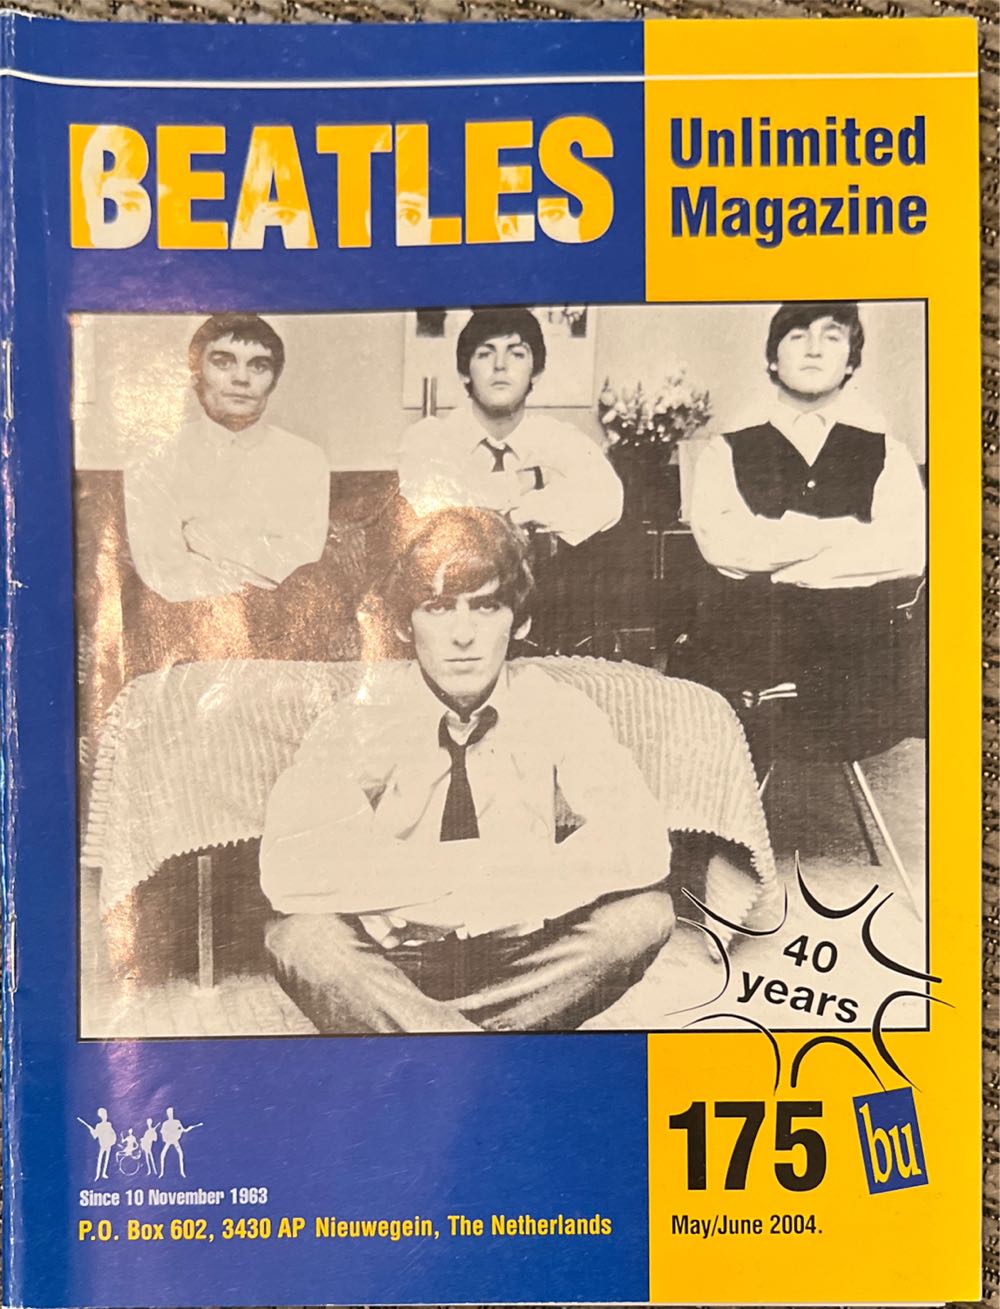 BEATLES
Unlimited
Magazine
40
years
175
bu
May/June 2004.
Since 10 November 1963
P.O. Box 602, 3430 AP Nieuwegein, The Netherlands